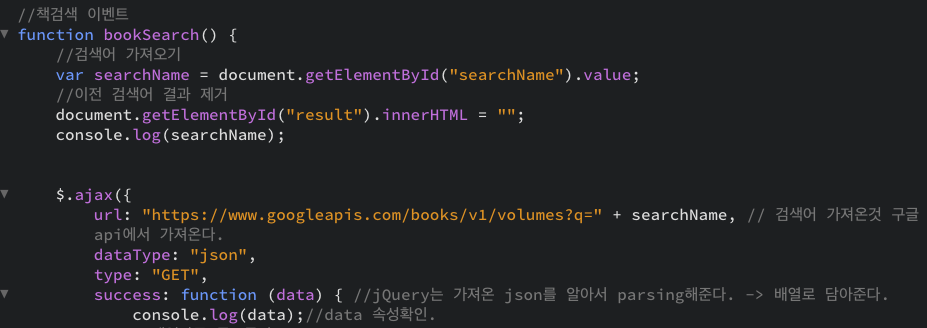 //책검색 이벤트
function bookSearch() {
//검색어 가져오기
var searchName = document.getElementById("searchName").value;
//이전 검색어 결과 제거
document.getElementById("result").innerHTML = "";
console.log(searchName);
$.ajax({
url: "https://www.googleapis.com/books/v1/volumes?q=" + searchName, // 검색어 가져온것 구글
api에서 가져온다.
dataType: "json",
type: "GET",
success: function (data) { //jQuery는 가져온 json를 알아서 parsing해준다. -> 배열로 담아준다.
console.log(data);//data 속성확인.